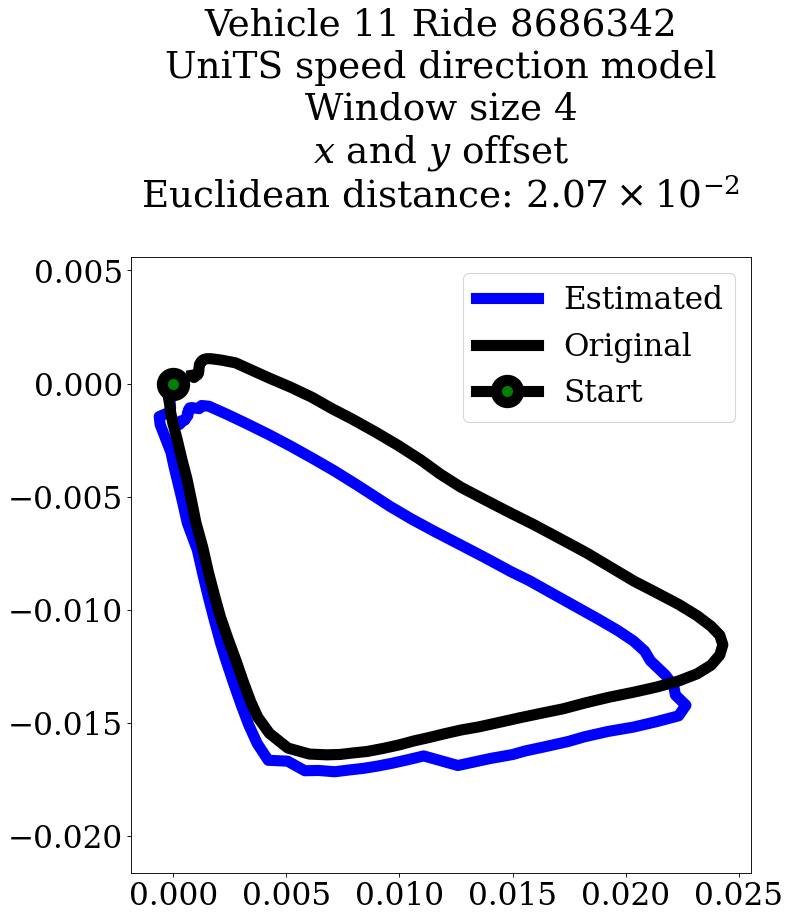 Vehicle 11 Ride 8686342
UniTS speed direction model
Window size 4
x and y offset
Euclidean distance: 2.07 × 10⁻²
Estimated
Original
Start
0.005
0.000
−0.005
−0.010
−0.015
−0.020
0.000 0.005 0.010 0.015 0.020 0.025